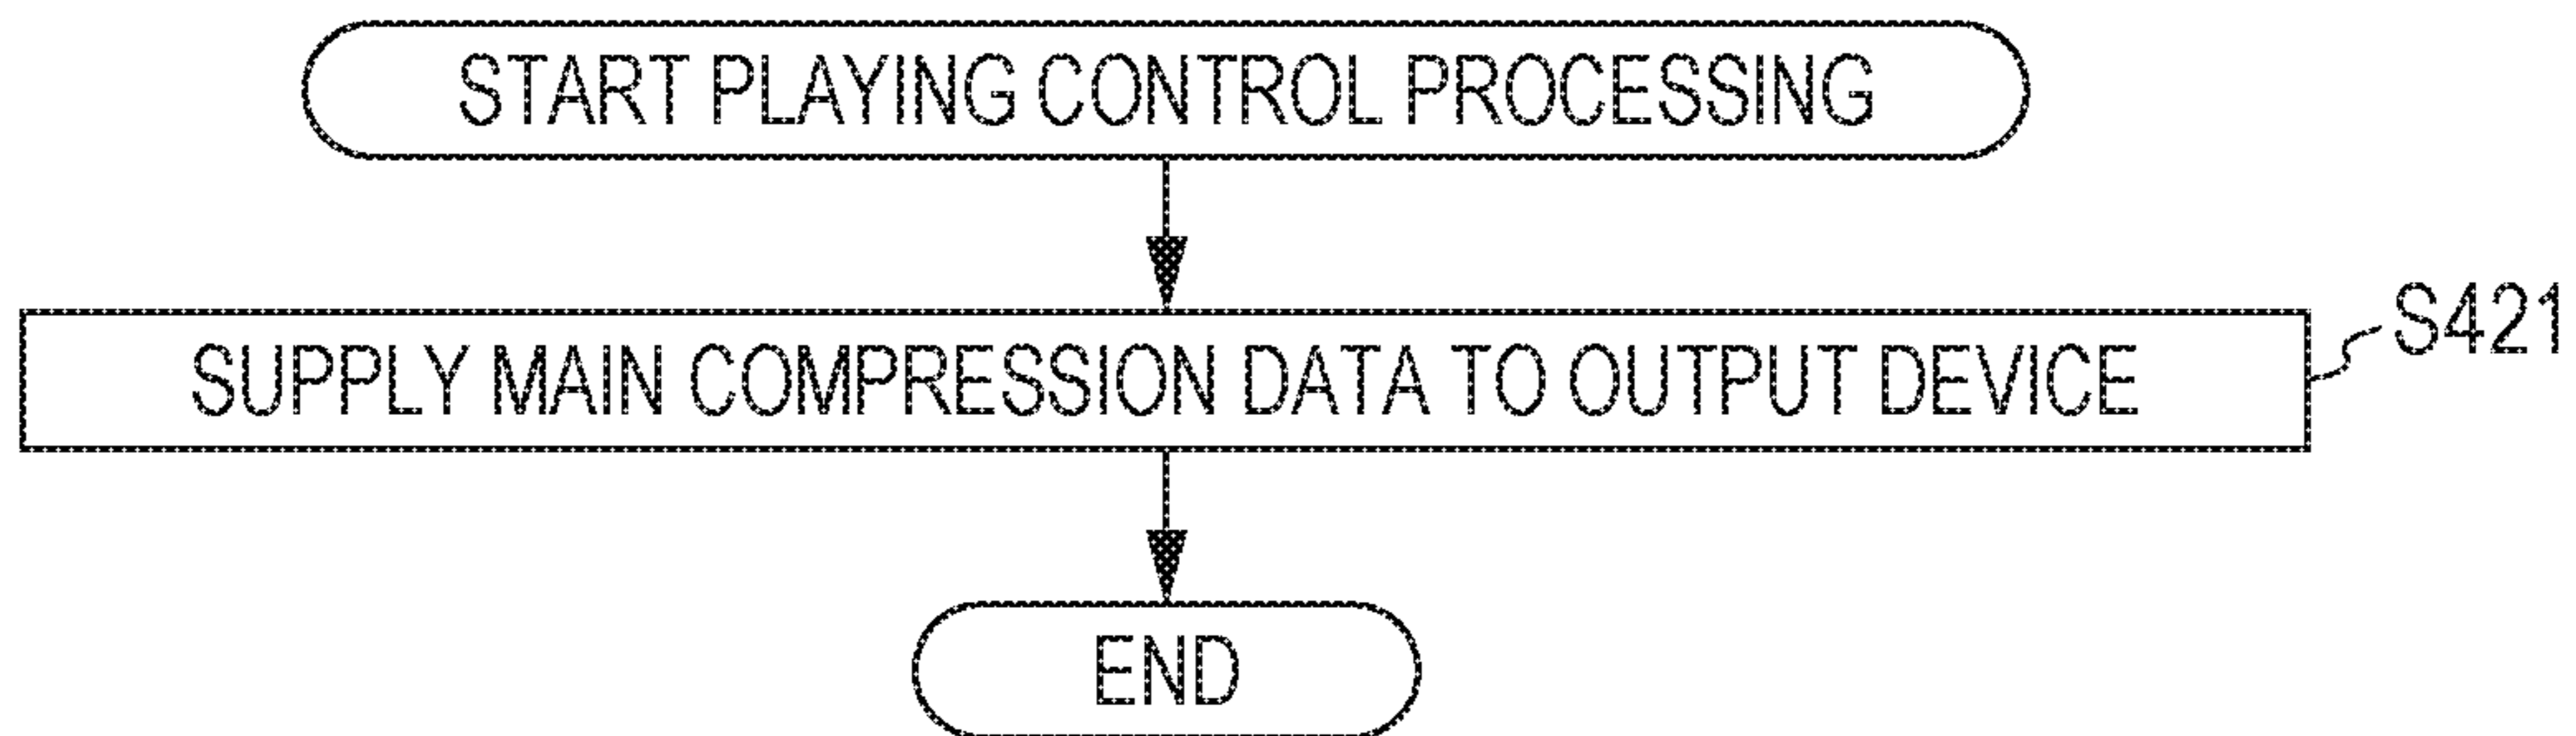 START PLAYING CONTROL PROCESSING
SUPPLY MAIN COMPRESSION DATA TO OUTPUT DEVICE
S421
END